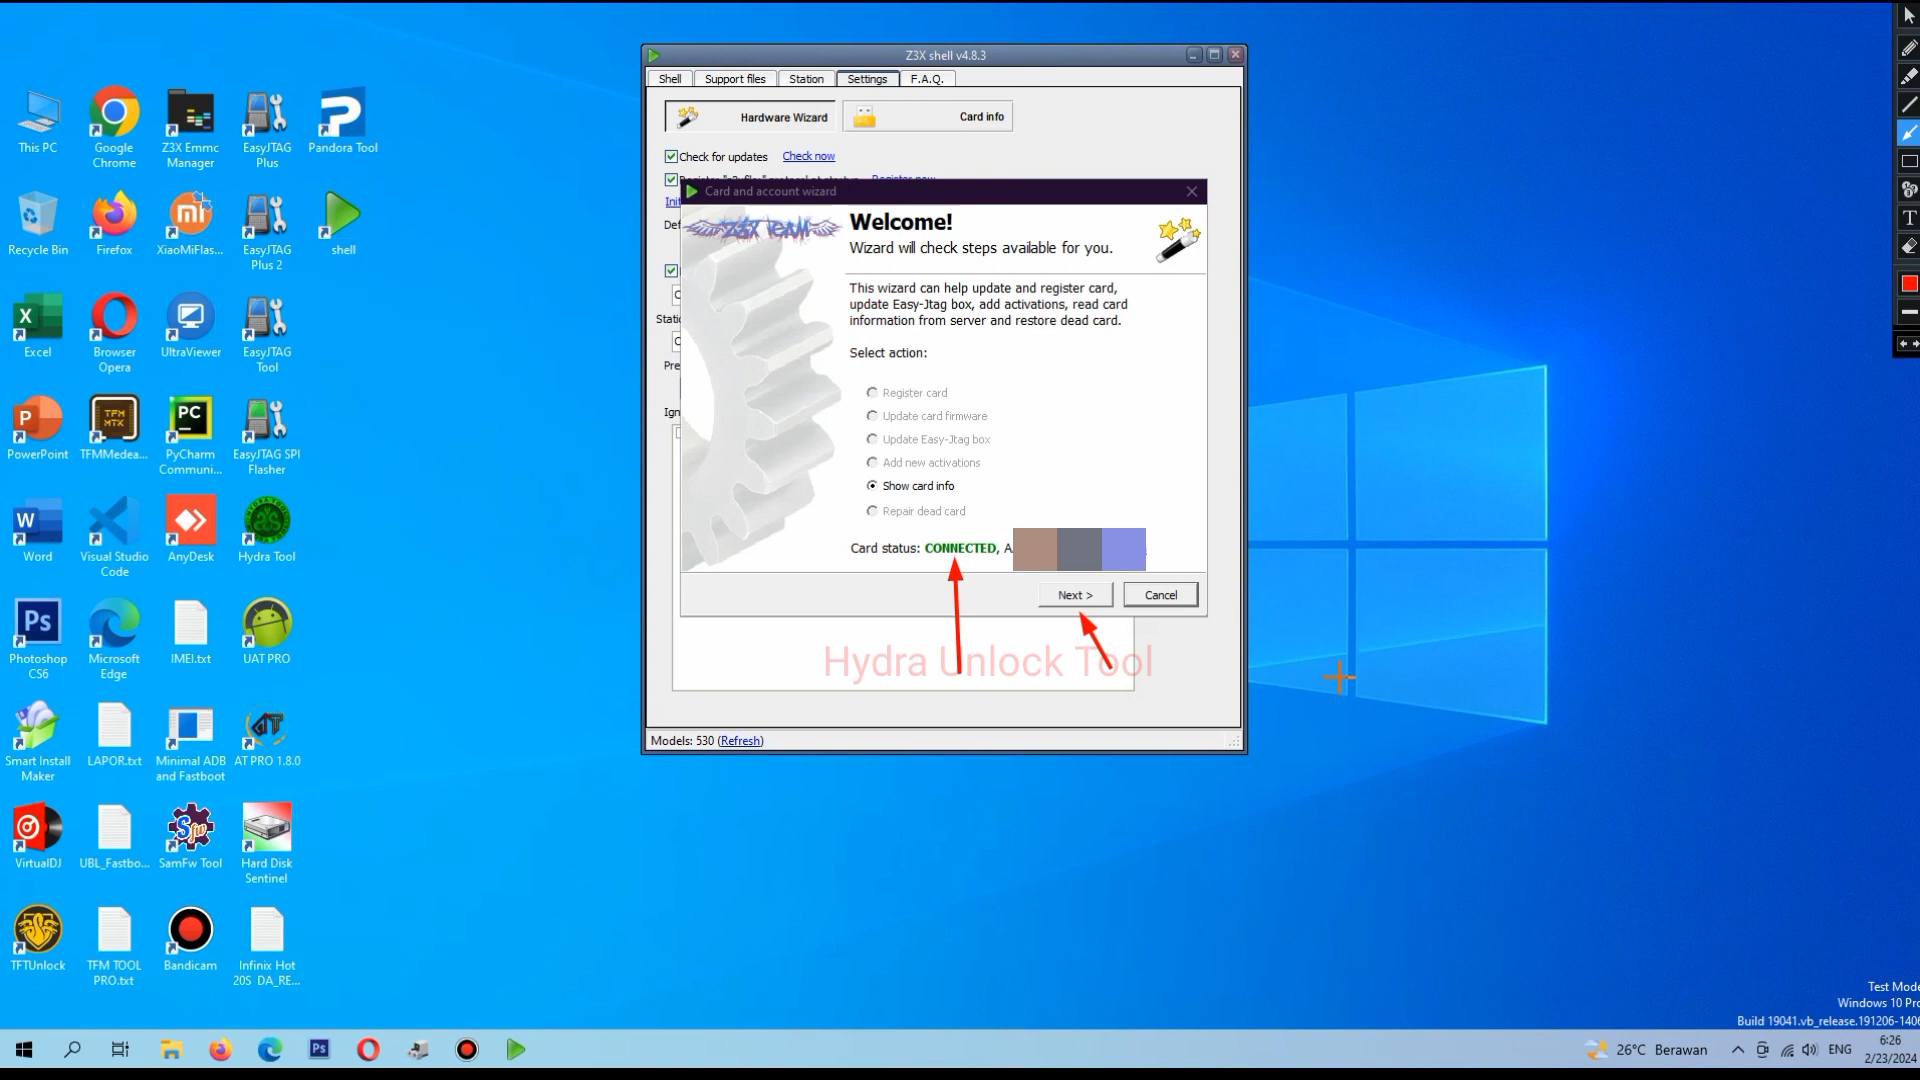 Z3X shell v4.8.3
Shell
Support files
Station
Settings
F.A.Q.
Hardware Wizard
Card info
Check for updates
Check now
Card and account wizard
Z3X TEAM
Welcome!
Wizard will check steps available for you.
This wizard can help update and register card,
update Easy-Jtag box, add activations, read card
information from server and restore dead card.
Select action:
Register card
Update card firmware
Update Easy-Jtag box
Add new activations
Show card info
Repair dead card
Card status: CONNECTED, A
Next >
Cancel
Init
Def
Stati
Pre
Ign
Hydra Unlock Tool
Models: 530 (Refresh)
This PC
Google
Chrome
Z3X Emmc
Manager
EasyJTAG
Plus
Pandora Tool
Recycle Bin
Firefox
XiaoMiFlas...
EasyJTAG
Plus 2
shell
Excel
Browser
Opera
UltraViewer
EasyJTAG
Tool
PowerPoint
TFMMedea...
PyCharm
Communi...
EasyJTAG SPI
Flasher
Word
Visual Studio
Code
AnyDesk
Hydra Tool
Photoshop
CS6
Microsoft
Edge
IMEI.txt
UAT PRO
Smart Install
Maker
LAPOR.txt
Minimal ADB
and Fastboot
AT PRO 1.8.0
VirtualDJ
UBL_Fastbo...
SamFw Tool
Hard Disk
Sentinel
TFTUnlock
TFM TOOL
PRO.txt
Bandicam
Infinix Hot
20S DA_RE...
Test Mode
Windows 10 Pro
Build 19041.vb_release.191206-1406
26°C Berawan
ENG
6:26
2/23/2024